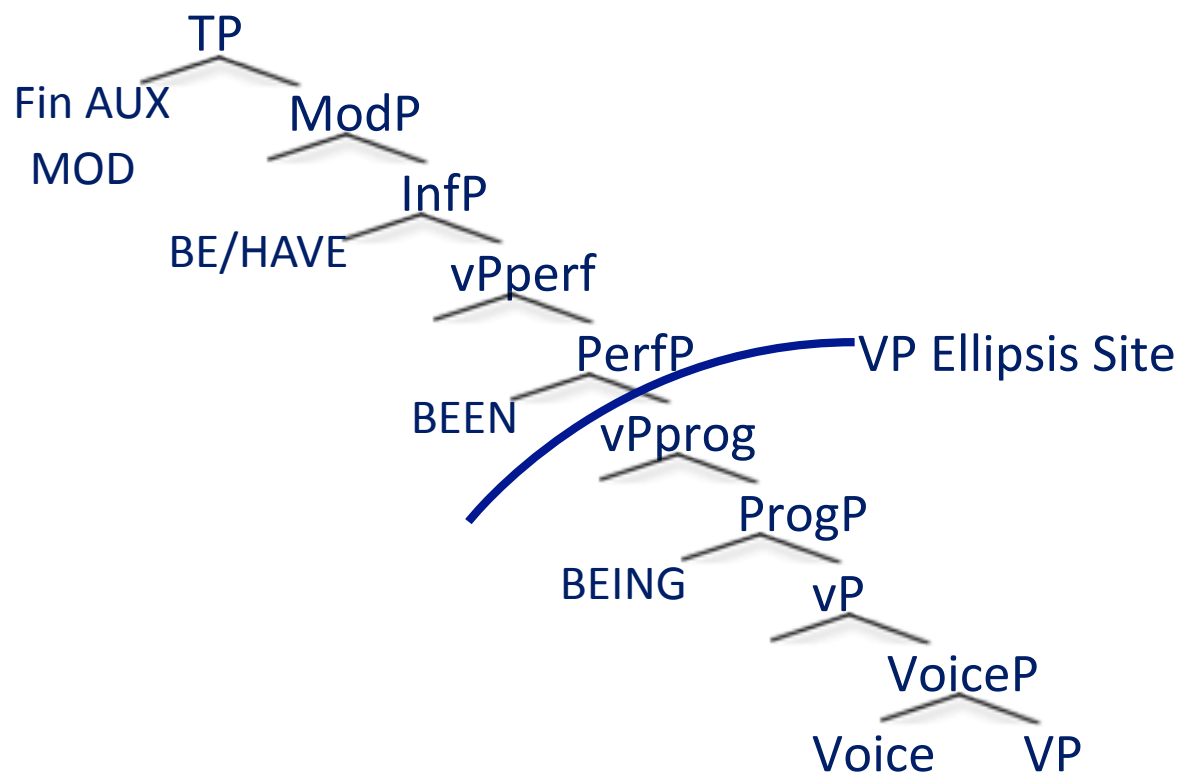 TP
Fin AUX
ModP
MOD
InfP
BE/HAVE
vPperf
PerfP
VP Ellipsis Site
BEEN
vPprog
ProgP
BEING
vP
VoiceP
Voice VP